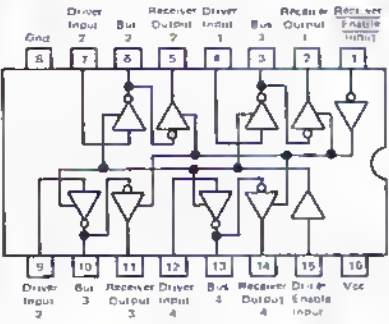 Driver Input 2
Bus 2
Receiver Output 2
Driver Input 1
Bus 3
Receiver Output 1
Receiver Enable Input
Gnd
8 7 6 5 4 3 2 1
9 10 11 12 13 14 15 16
Driver Input 2
Bus 3
Receiver Output 3
Driver Input 4
Bus 4
Receiver Output 4
Driver Enable Input
Vcc